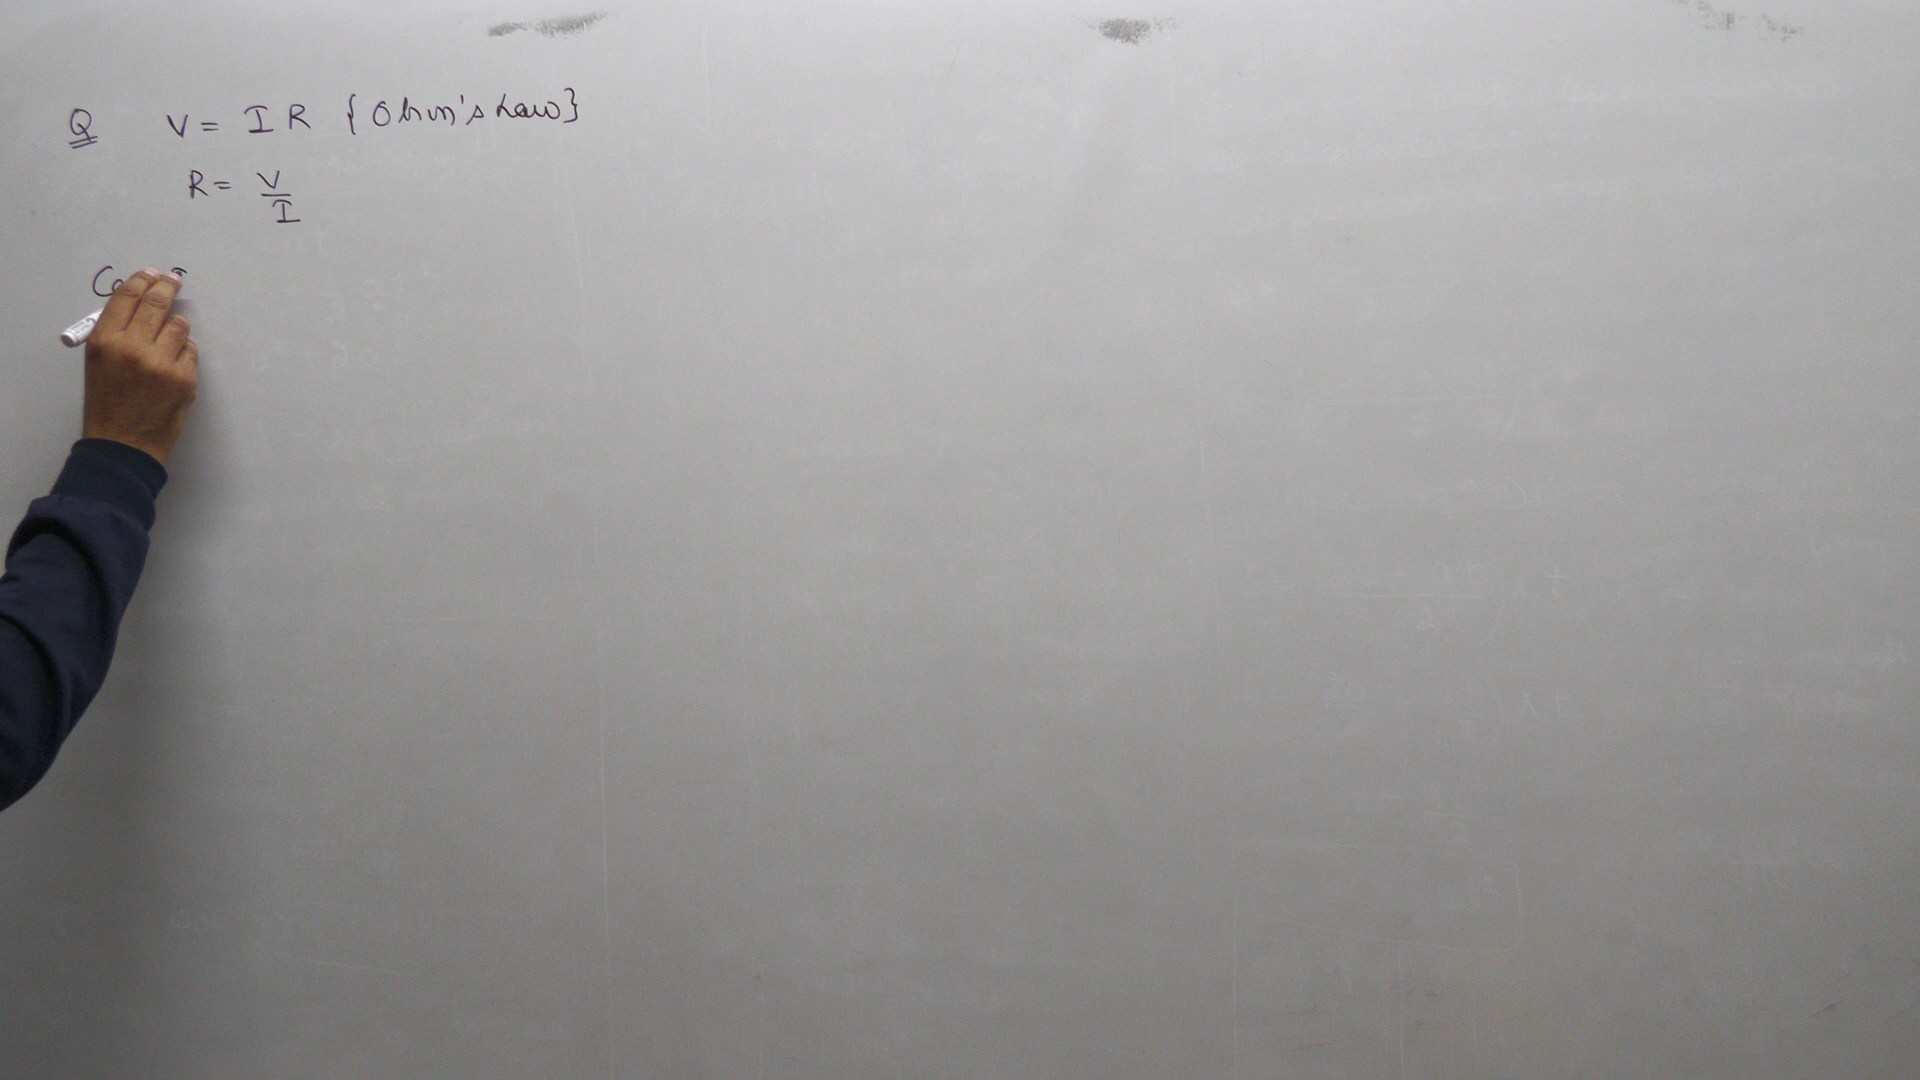 Q V = I R {Ohm's Law}
R = V/I